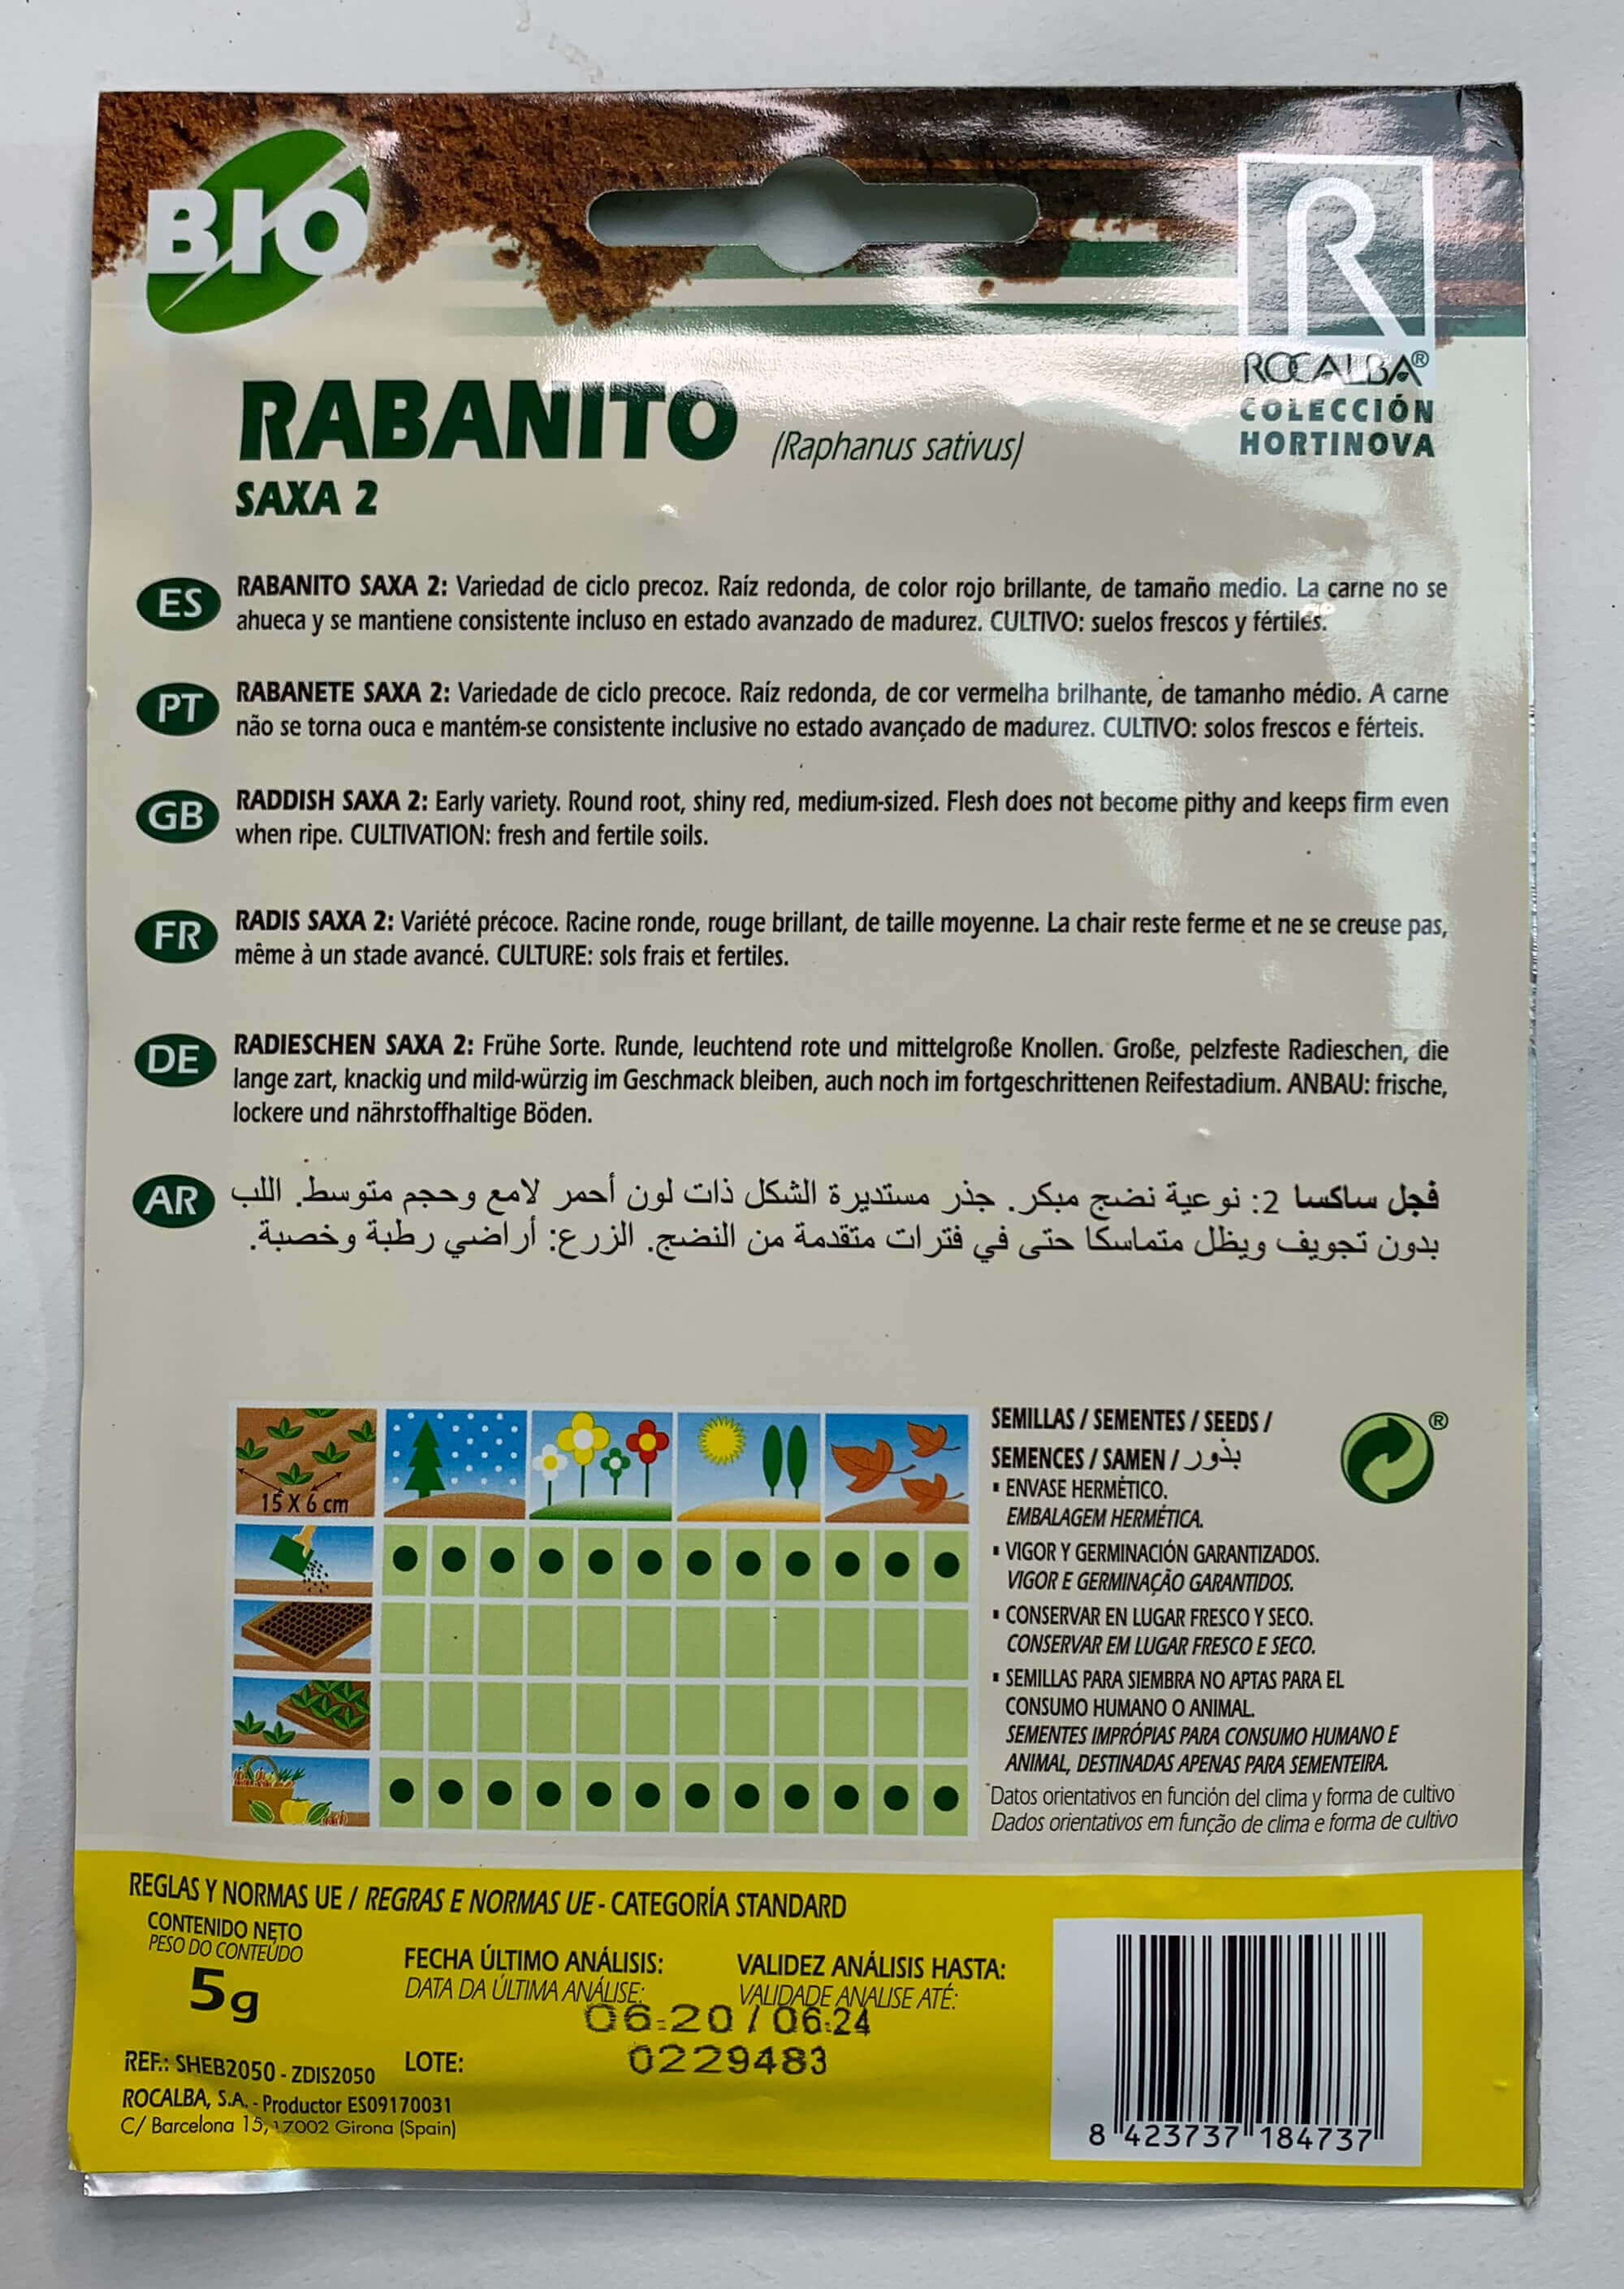 BIO
R
ROCALBA®
COLECCIÓN
HORTINOVA
RABANITO (Raphanus sativus)
SAXA 2
ES
RABANITO SAXA 2: Variedad de ciclo precoz. Raíz redonda, de color rojo brillante, de tamaño medio. La carne no se
ahueca y se mantiene consistente incluso en estado avanzado de madurez. CULTIVO: suelos frescos y fértiles.
PT
RABANETE SAXA 2: Variedade de ciclo precoce. Raíz redonda, de cor vermelha brilhante, de tamanho médio. A carne
não se torna ouca e mantém-se consistente inclusive no estado avançado de madurez. CULTIVO: solos frescos e férteis.
GB
RADDISH SAXA 2: Early variety. Round root, shiny red, medium-sized. Flesh does not become pithy and keeps firm even
when ripe. CULTIVATION: fresh and fertile soils.
FR
RADIS SAXA 2: Variété précoce. Racine ronde, rouge brillant, de taille moyenne. La chair reste ferme et ne se creuse pas,
même à un stade avancé. CULTURE: sols frais et fertiles.
DE
RADIESCHEN SAXA 2: Frühe Sorte. Runde, leuchtend rote und mittelgroße Knollen. Große, pelzfeste Radieschen, die
lange zart, knackig und mild-würzig im Geschmack bleiben, auch noch im fortgeschrittenen Reifestadium. ANBAU: frische,
lockere und nährstoffhaltige Böden.
AR
فجل ساكسا 2: نوعية نضج مبكر. جذر مستديرة الشكل ذات لون أحمر لامع وحجم متوسط. اللب
بدون تجويف ويظل متماسكا حتى في فترات متقدمة من النضج. الزرع: أراضي رطبة وخصبة.
15 X 6 cm
SEMILLAS / SEMENTES / SEEDS /
SEMENCES / SAMEN / بذور
®
▪ ENVASE HERMÉTICO.
EMBALAGEM HERMÉTICA.
▪ VIGOR Y GERMINACIÓN GARANTIZADOS.
VIGOR E GERMINAÇÃO GARANTIDOS.
▪ CONSERVAR EN LUGAR FRESCO Y SECO.
CONSERVAR EM LUGAR FRESCO E SECO.
▪ SEMILLAS PARA SIEMBRA NO APTAS PARA EL
CONSUMO HUMANO O ANIMAL.
SEMENTES IMPRÓPIAS PARA CONSUMO HUMANO E
ANIMAL, DESTINADAS APENAS PARA SEMENTEIRA.
*Datos orientativos en función del clima y forma de cultivo
Dados orientativos em função de clima e forma de cultivo
REGLAS Y NORMAS UE / REGRAS E NORMAS UE - CATEGORÍA STANDARD
CONTENIDO NETO
PESO DO CONTEÚDO
5g
FECHA ÚLTIMO ANÁLISIS:
DATA DA ÚLTIMA ANÁLISE:
VALIDEZ ANÁLISIS HASTA:
VALIDADE ANALISE ATÉ:
06-20 / 06-24
LOTE: 0229483
REF.: SHEB2050 - ZDIS2050
ROCALBA, S.A. - Productor ES09170031
C/ Barcelona 15, 17002 Girona (Spain)
8 423737 184737